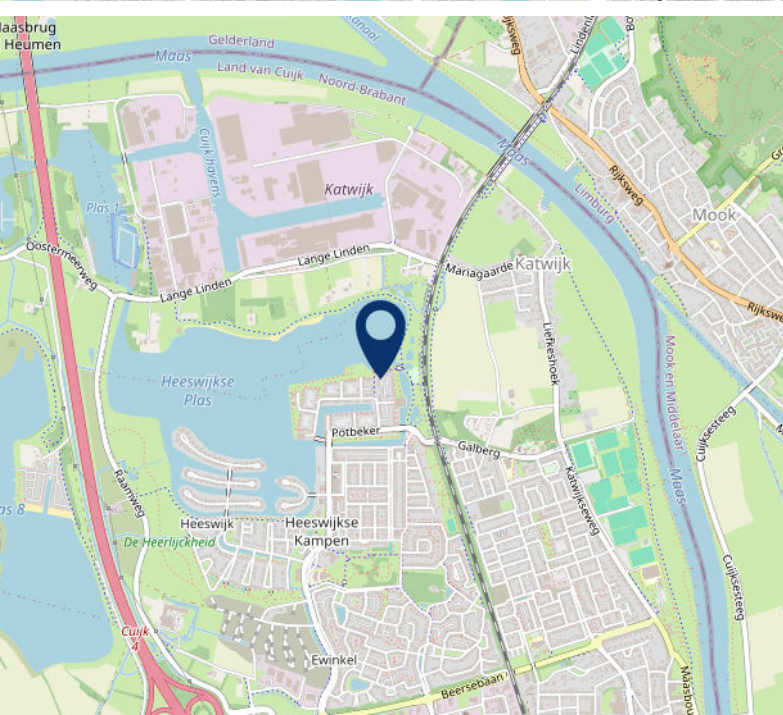 Maas
Heumen
Gelderland
Maas
Land van Cuijk
Noord-Brabant
Cuijk havens
Katwijk
Maas
Rijksweg
Limburg
Mook
Plas 1
Oostermeerweg
Lange Linden
Lange Linden
Mariagaarde
Katwijk
Liefkeshoek
Heeswijkse
Plas
Potbeker
Galberg
Mook en Middelaar
Cuijksesteeg
Maas
Raamweg
Katwijkseweg
Heeswijk
Heeswijkse
Kampen
De Heerlijckheid
Cuijksesteeg
Cuijk
4
Ewinkel
Beersebaan